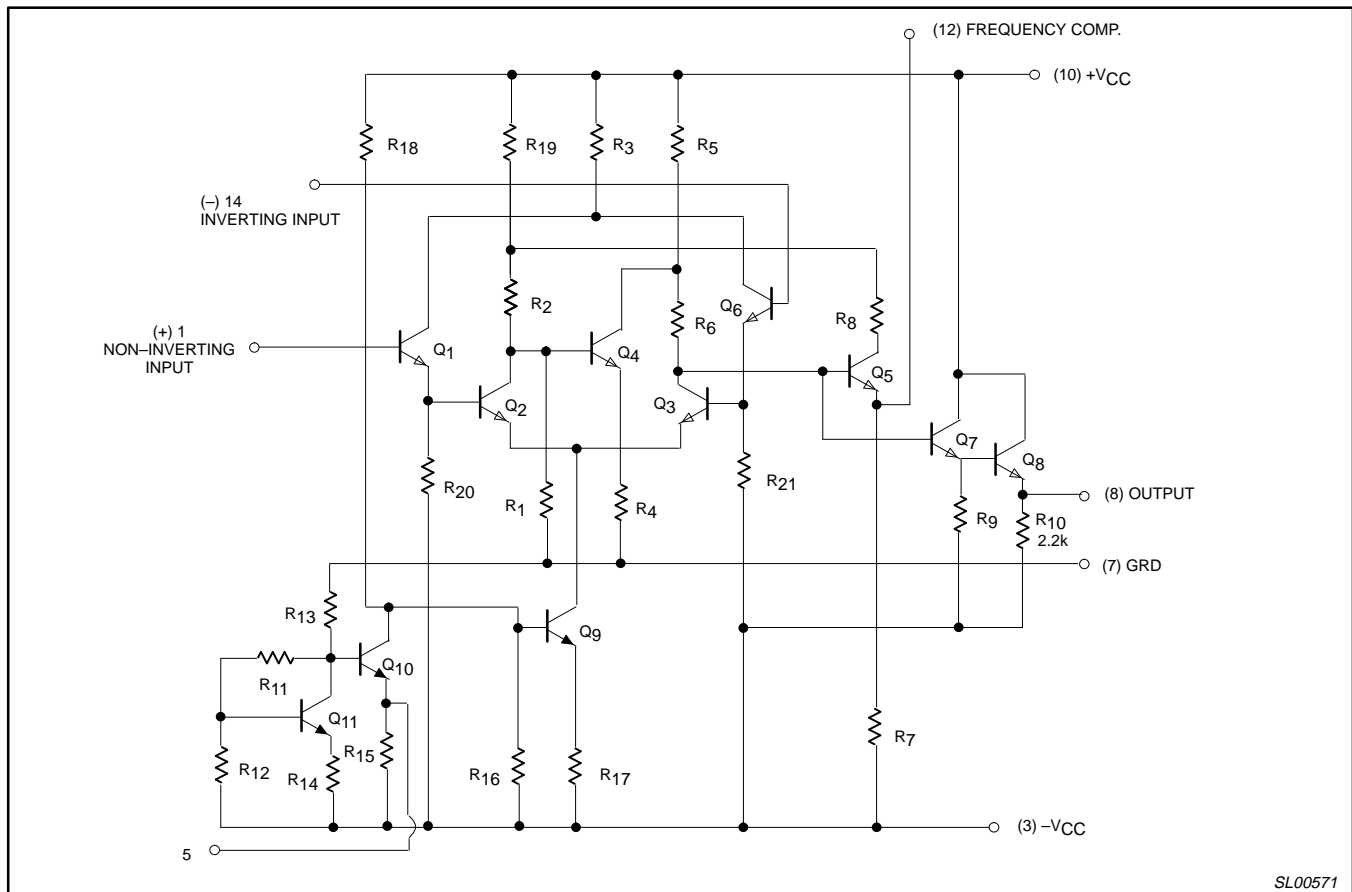 (12) FREQUENCY COMP.
(10) +VCC
R18
R19
R3
R5
(–) 14
INVERTING INPUT
R2
R6
Q6
R8
(+) 1
NON–INVERTING
INPUT
Q1
Q4
Q5
Q2
Q3
Q7
Q8
R20
R1
R4
R21
R9
R10
2.2k
(8) OUTPUT
(7) GRD
R13
Q9
R11
Q10
Q11
R12
R14
R15
R16
R17
R7
(3) –VCC
5
SL00571